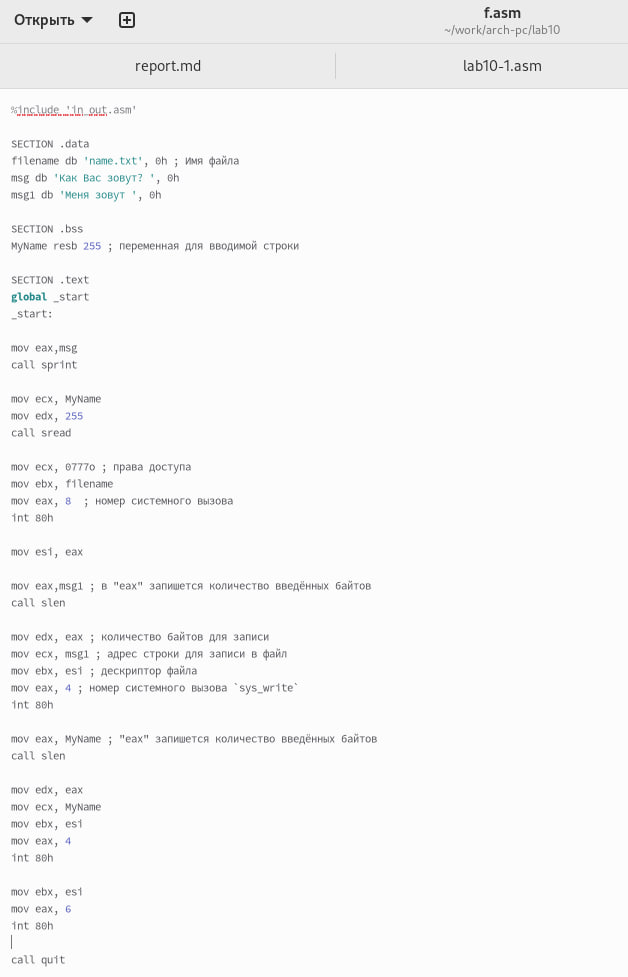 Открыть
f.asm
~/work/arch-pc/lab10
report.md
lab10-1.asm
%include 'in_out.asm'
SECTION .data
filename db 'name.txt', 0h ; Имя файла
msg db 'Как Вас зовут? ', 0h
msg1 db 'Меня зовут ', 0h
SECTION .bss
MyName resb 255 ; переменная для вводимой строки
SECTION .text
global _start
_start:
mov eax,msg
call sprint
mov ecx, MyName
mov edx, 255
call sread
mov ecx, 0777o ; права доступа
mov ebx, filename
mov eax, 8  ; номер системного вызова
int 80h
mov esi, eax
mov eax,msg1 ; в "eax" запишется количество введённых байтов
call slen
mov edx, eax ; количество байтов для записи
mov ecx, msg1 ; адрес строки для записи в файл
mov ebx, esi ; дескриптор файла
mov eax, 4 ; номер системного вызова `sys_write`
int 80h
mov eax, MyName ; "eax" запишется количество введённых байтов
call slen
mov edx, eax
mov ecx, MyName
mov ebx, esi
mov eax, 4
int 80h
mov ebx, esi
mov eax, 6
int 80h
call quit